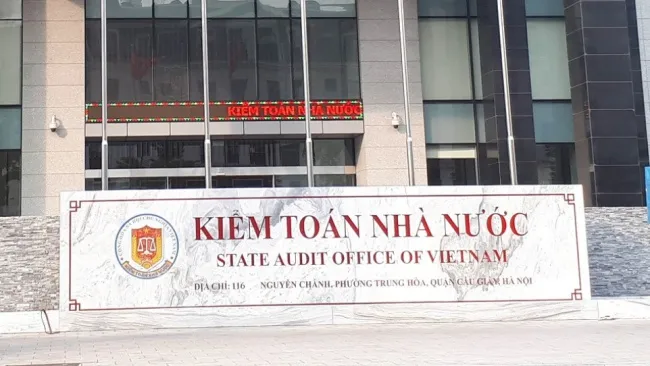 KIỂM TOÁN NHÀ NƯỚC
KIỂM TOÁN NHÀ NƯỚC
STATE AUDIT OFFICE OF VIETNAM
ĐỊA CHỈ: 116 NGUYỄN CHÁNH, PHƯỜNG TRUNG HÒA, QUẬN CẦU GIẤY, HÀ NỘI